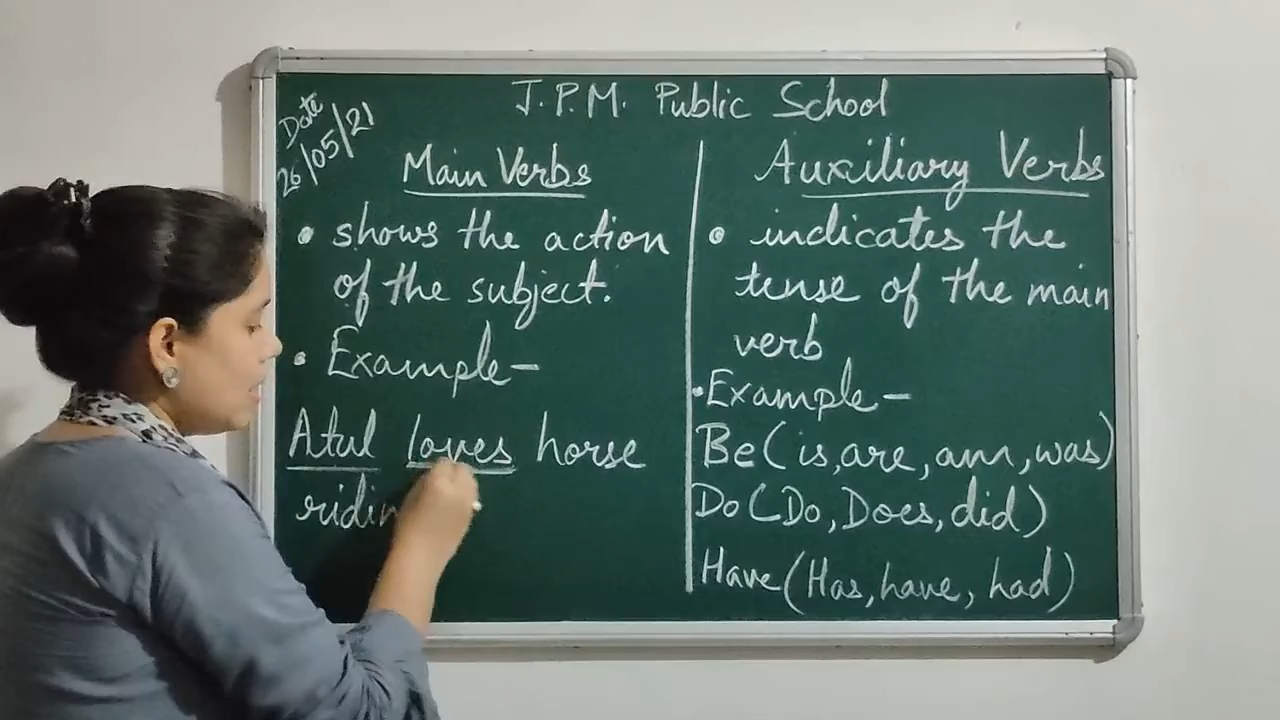 J.P.M. Public School
Date
26/05/21
Main Verbs
• shows the action
of the subject.
• Example-
Atul loves horse
Auxiliary Verbs
• indicates the
tense of the main
verb
• Example-
Be (is, are, am, was)
Do (Do, Does, did)
Have (Has, have, had)